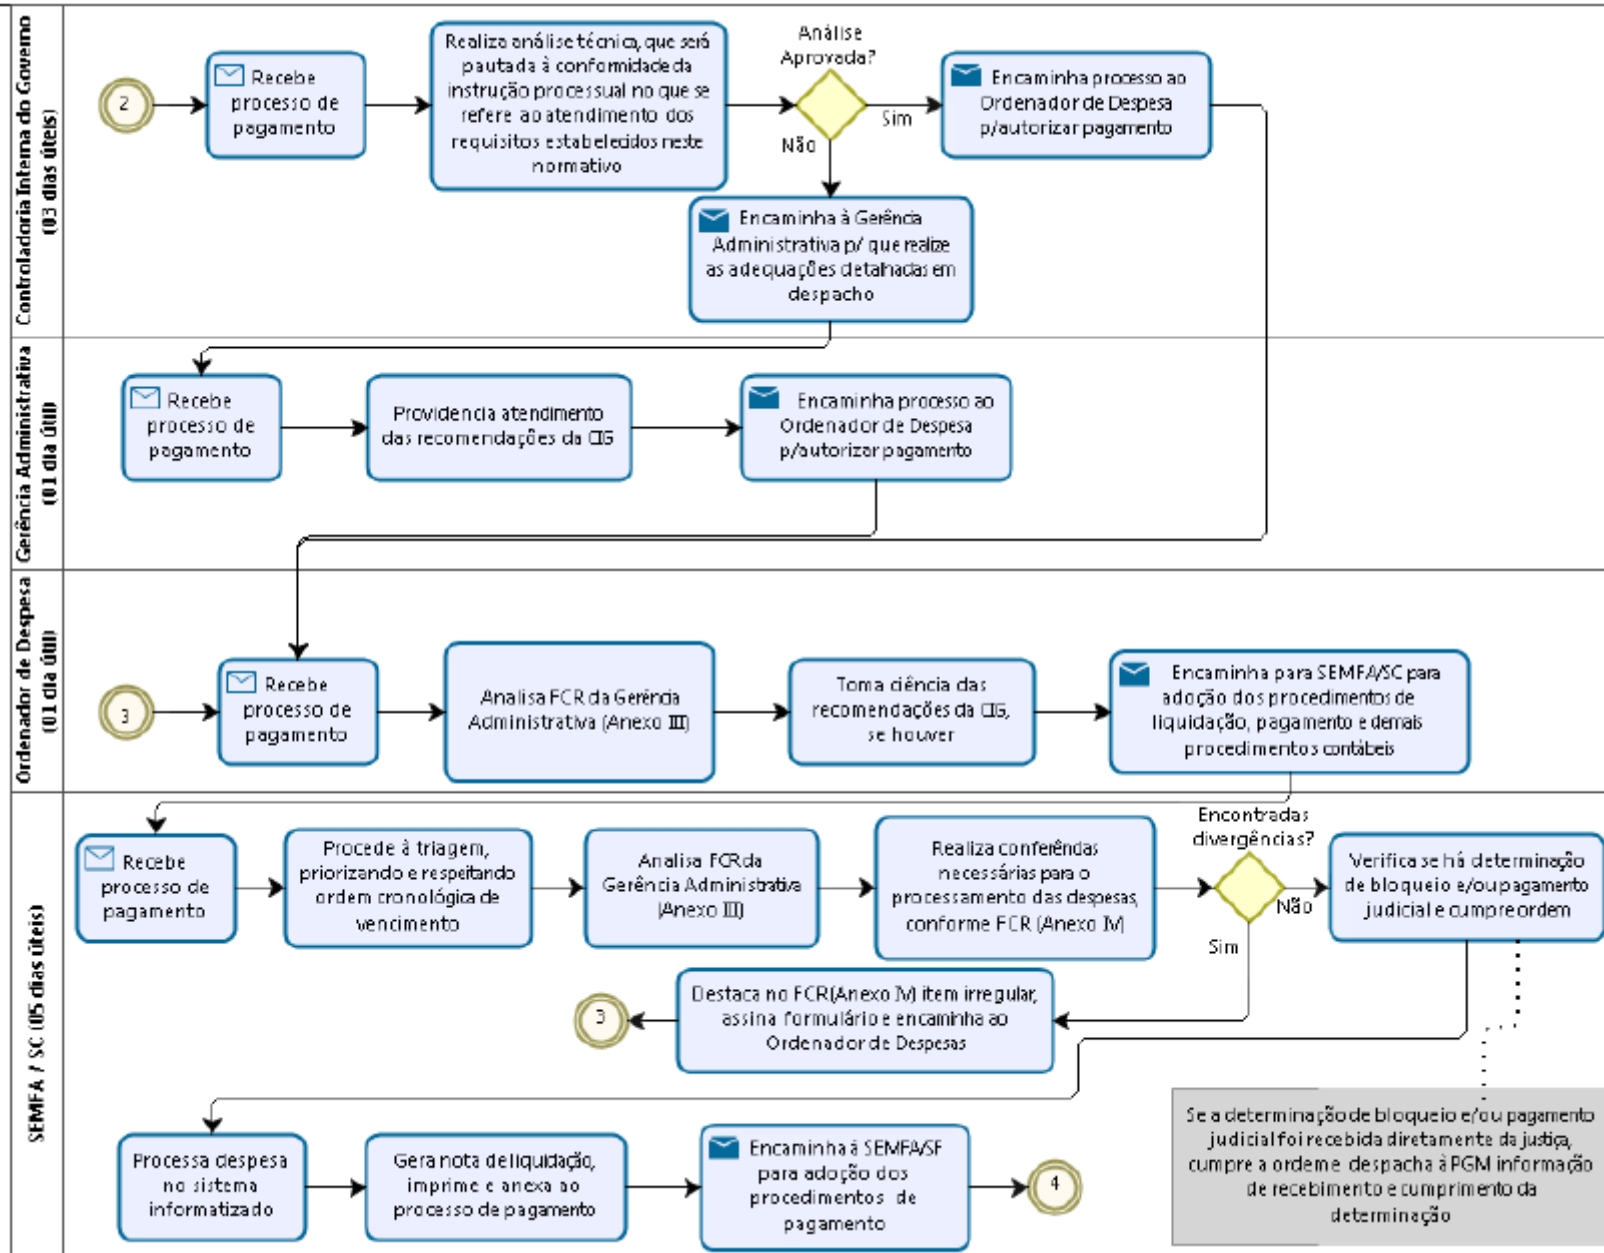 Controladoria Interna do Governo
(03 dias úteis)
2
Recebe
processo de
pagamento
Realiza análise técnica, que será
pautada à conformidade da
instrução processual no que se
refere ao atendimento dos
requisitos estabelecidos neste
normativo
Análise
Aprovada?
Sim
Não
Encaminha processo ao
Ordenador de Despesa
p/autorizar pagamento
Encaminha à Gerência
Administrativa p/ que realize
as adequações detalhadas em
despacho
Gerência Administrativa
(01 dia útil)
Recebe
processo de
pagamento
Providencia atendimento
das recomendações da CIG
Encaminha processo ao
Ordenador de Despesa
p/autorizar pagamento
Ordenador de Despesa
(01 dia útil)
3
Recebe
processo de
pagamento
Analisa FCR da Gerência
Administrativa (Anexo III)
Toma ciência das
recomendações da CIG,
se houver
Encaminha para SEMFA/SC para
adoção dos procedimentos de
liquidação, pagamento e demais
procedimentos contábeis
SEMFA / SC (05 dias úteis)
Recebe
processo de
pagamento
Procede à triagem,
priorizando e respeitando
ordem cronológica de
vencimento
Analisa FCR da
Gerência Administrativa
(Anexo III)
Realiza conferências
necessárias para o
processamento das despesas,
conforme FCR (Anexo IV)
Encontradas
divergências?
Não
Sim
Verifica se há determinação
de bloqueio e/ou pagamento
judicial e cumpre ordem
3
Destaca no FCR(Anexo IV) item irregular,
assina formulário e encaminha ao
Ordenador de Despesas
Se a determinação de bloqueio e/ou pagamento
judicial foi recebida diretamente da justiça,
cumpre a ordem e despacha à PGM informação
de recebimento e cumprimento da
determinação
Processa despesa
no sistema
informatizado
Gera nota de liquidação,
imprime e anexa ao
processo de pagamento
Encaminha à SEMFA/SF
para adoção dos
procedimentos de
pagamento
4